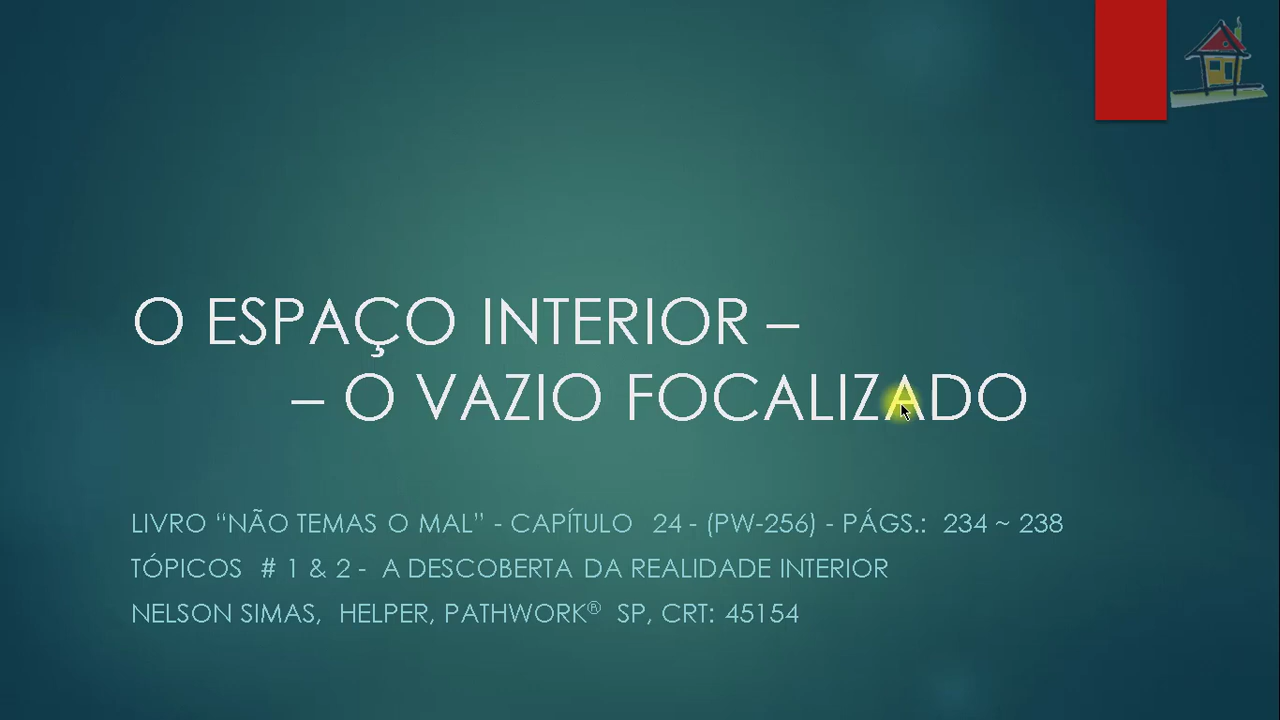 O ESPAÇO INTERIOR –
– O VAZIO FOCALIZADO
LIVRO “NÃO TEMAS O MAL” - CAPÍTULO 24 - (PW-256) - PÁGS.: 234 ~ 238
TÓPICOS # 1 & 2 - A DESCOBERTA DA REALIDADE INTERIOR
NELSON SIMAS, HELPER, PATHWORK® SP, CRT: 45154